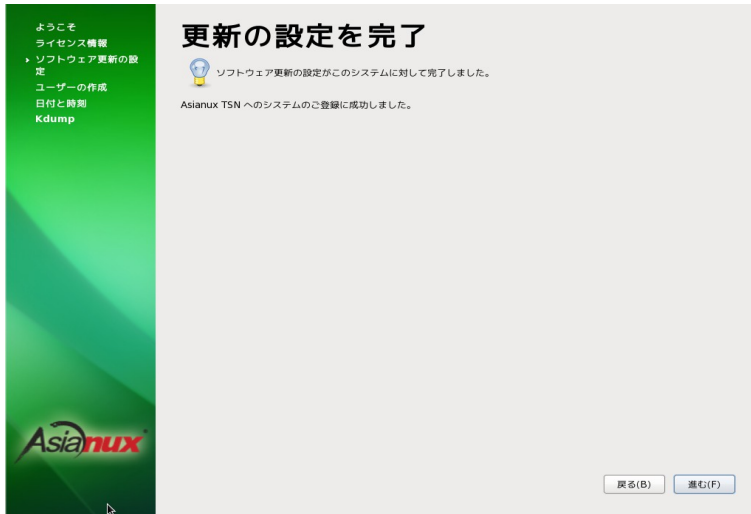 ようこそ
ライセンス情報
ソフトウェア更新の設
定
ユーザーの作成
日付と時刻
Kdump
更新の設定を完了
ソフトウェア更新の設定がこのシステムに対して完了しました。
Asianux TSN へのシステムのご登録に成功しました。
Asianux
戻る(B)
進む(F)